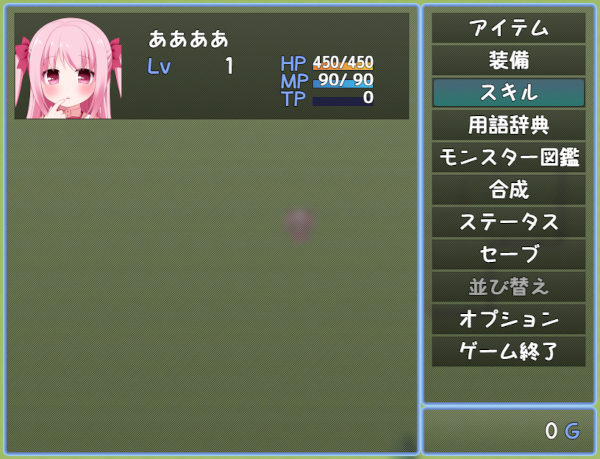 ああああ
Lv 1
HP 450/450
MP 90/ 90
TP 0
アイテム
装備
スキル
用語辞典
モンスター図鑑
合成
ステータス
セーブ
並び替え
オプション
ゲーム終了
0 G